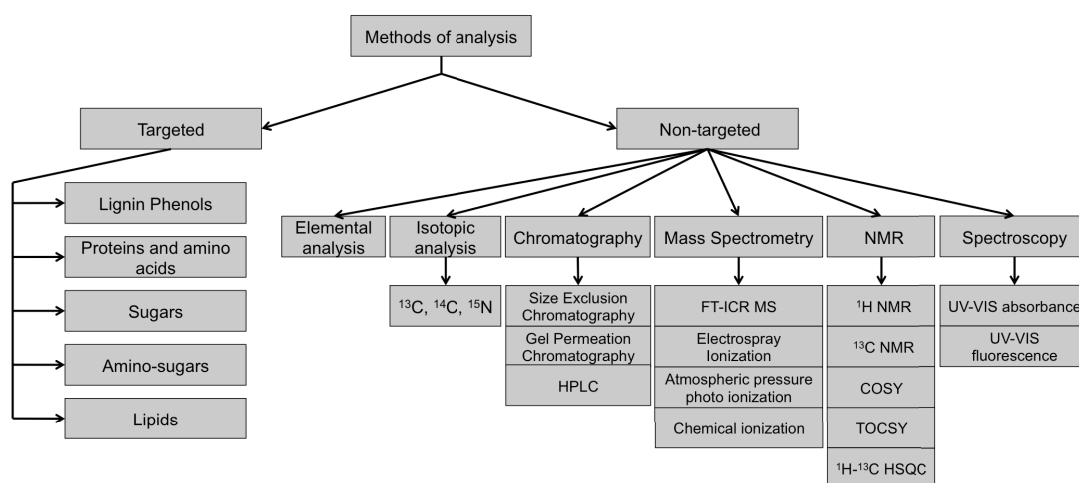 Methods of analysis
Targeted
Non-targeted
Lignin Phenols
Proteins and amino
acids
Sugars
Amino-sugars
Lipids
Elemental
analysis
Isotopic
analysis
¹³C, ¹⁴C, ¹⁵N
Chromatography
Size Exclusion
Chromatography
Gel Permeation
Chromatography
HPLC
Mass Spectrometry
FT-ICR MS
Electrospray
Ionization
Atmospheric pressure
photo ionization
Chemical ionization
NMR
¹H NMR
¹³C NMR
COSY
TOCSY
¹H-¹³C HSQC
Spectroscopy
UV-VIS absorbance
UV-VIS
fluorescence